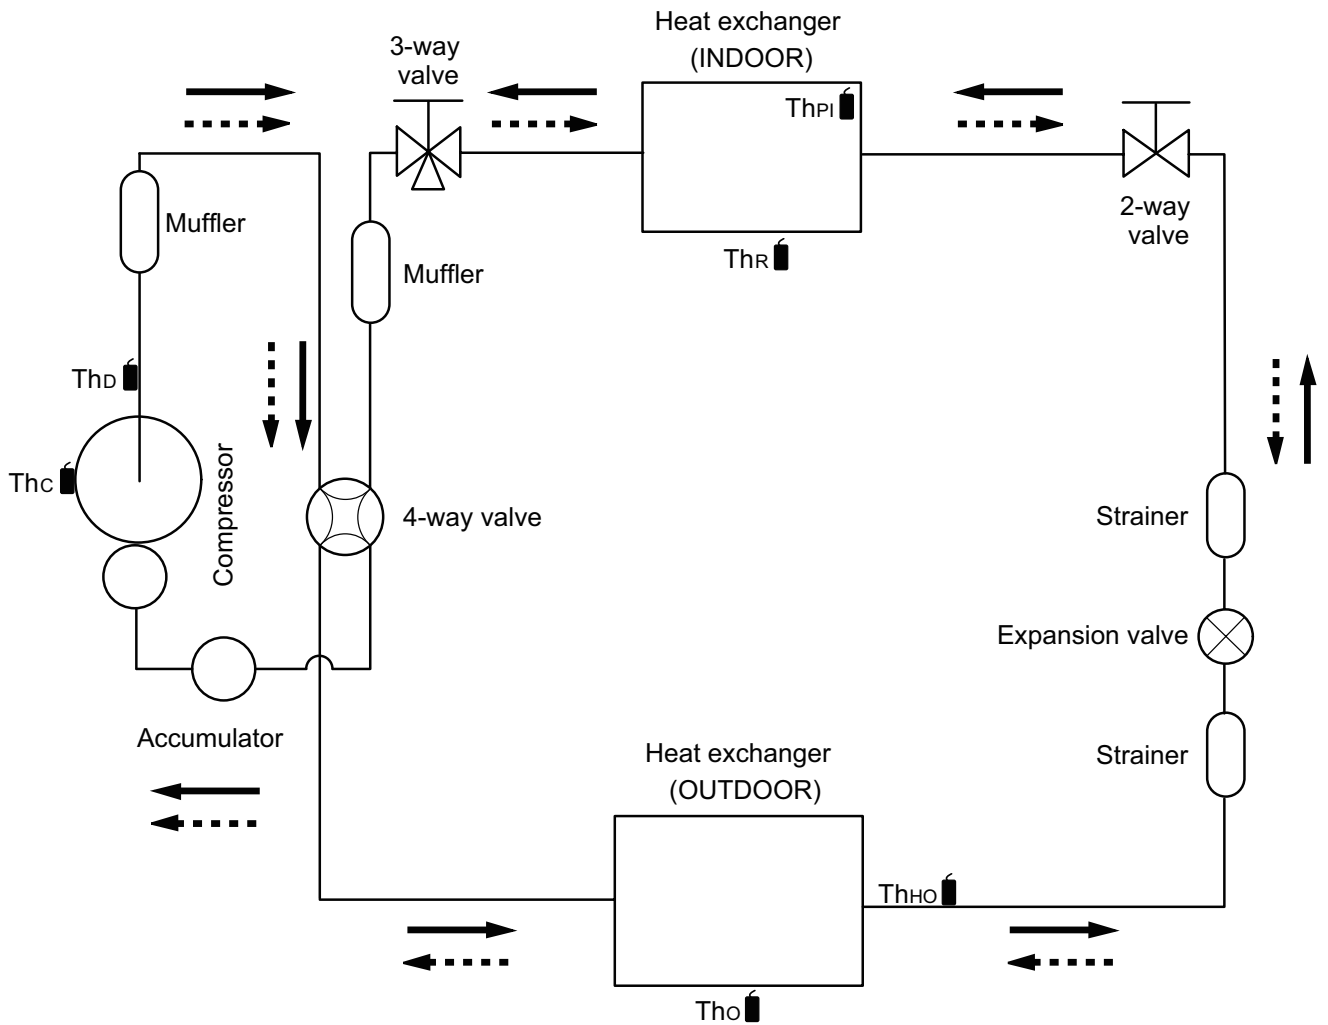 Heat exchanger
(INDOOR)
3-way
valve
ThPI
Muffler
2-way
valve
ThR
Muffler
ThD
ThC
Compressor
4-way valve
Strainer
Expansion valve
Accumulator
Strainer
Heat exchanger
(OUTDOOR)
ThHO
ThO